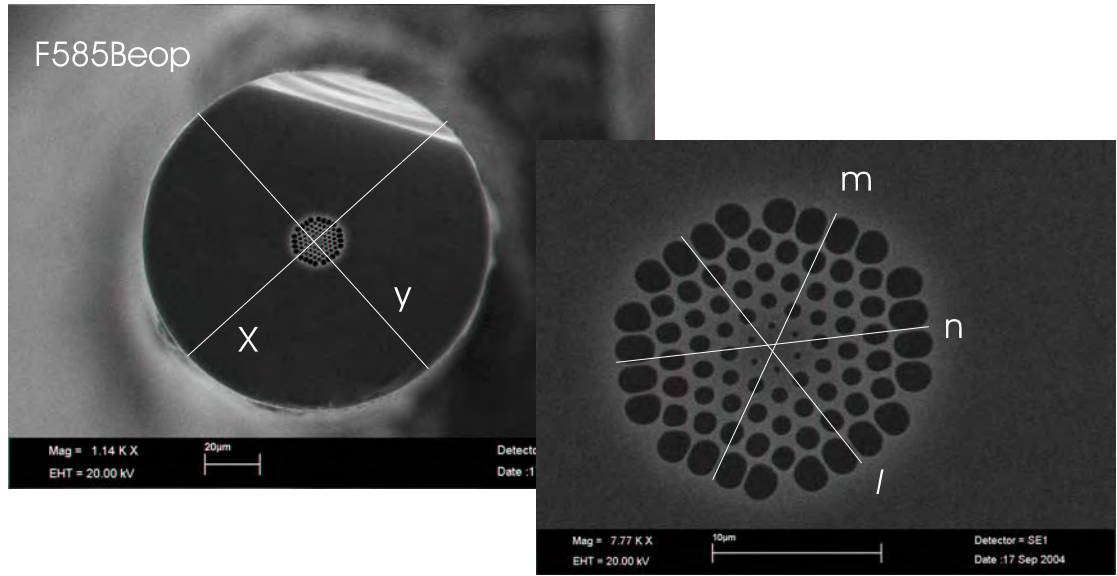 F585Beop
X
y
Mag = 1.14 K X
EHT = 20.00 kV
20µm
Detecto
Date :1
m
n
l
Mag = 7.77 K X
EHT = 20.00 kV
10µm
Detector = SE1
Date :17 Sep 2004